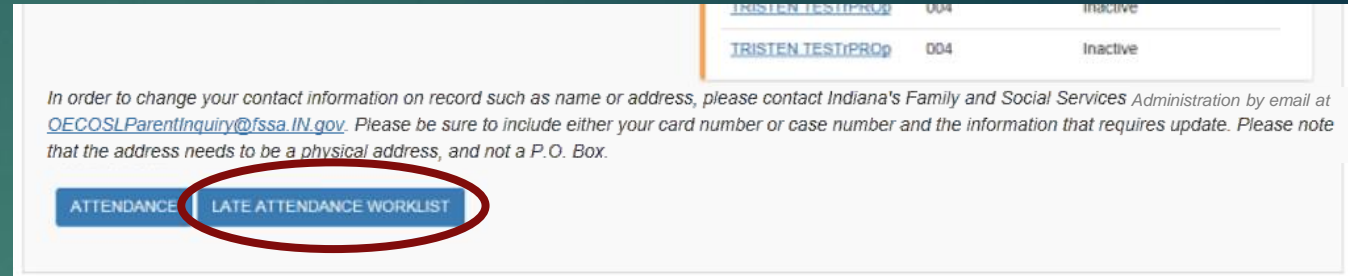 TRISTEN TESTrPROp 004 Inactive
TRISTEN TESTrPROp 004 Inactive
In order to change your contact information on record such as name or address, please contact Indiana's Family and Social Services Administration by email at
OECOSLParentInquiry@fssa.IN.gov. Please be sure to include either your card number or case number and the information that requires update. Please note
that the address needs to be a physical address, and not a P.O. Box.
ATTENDANCE LATE ATTENDANCE WORKLIST